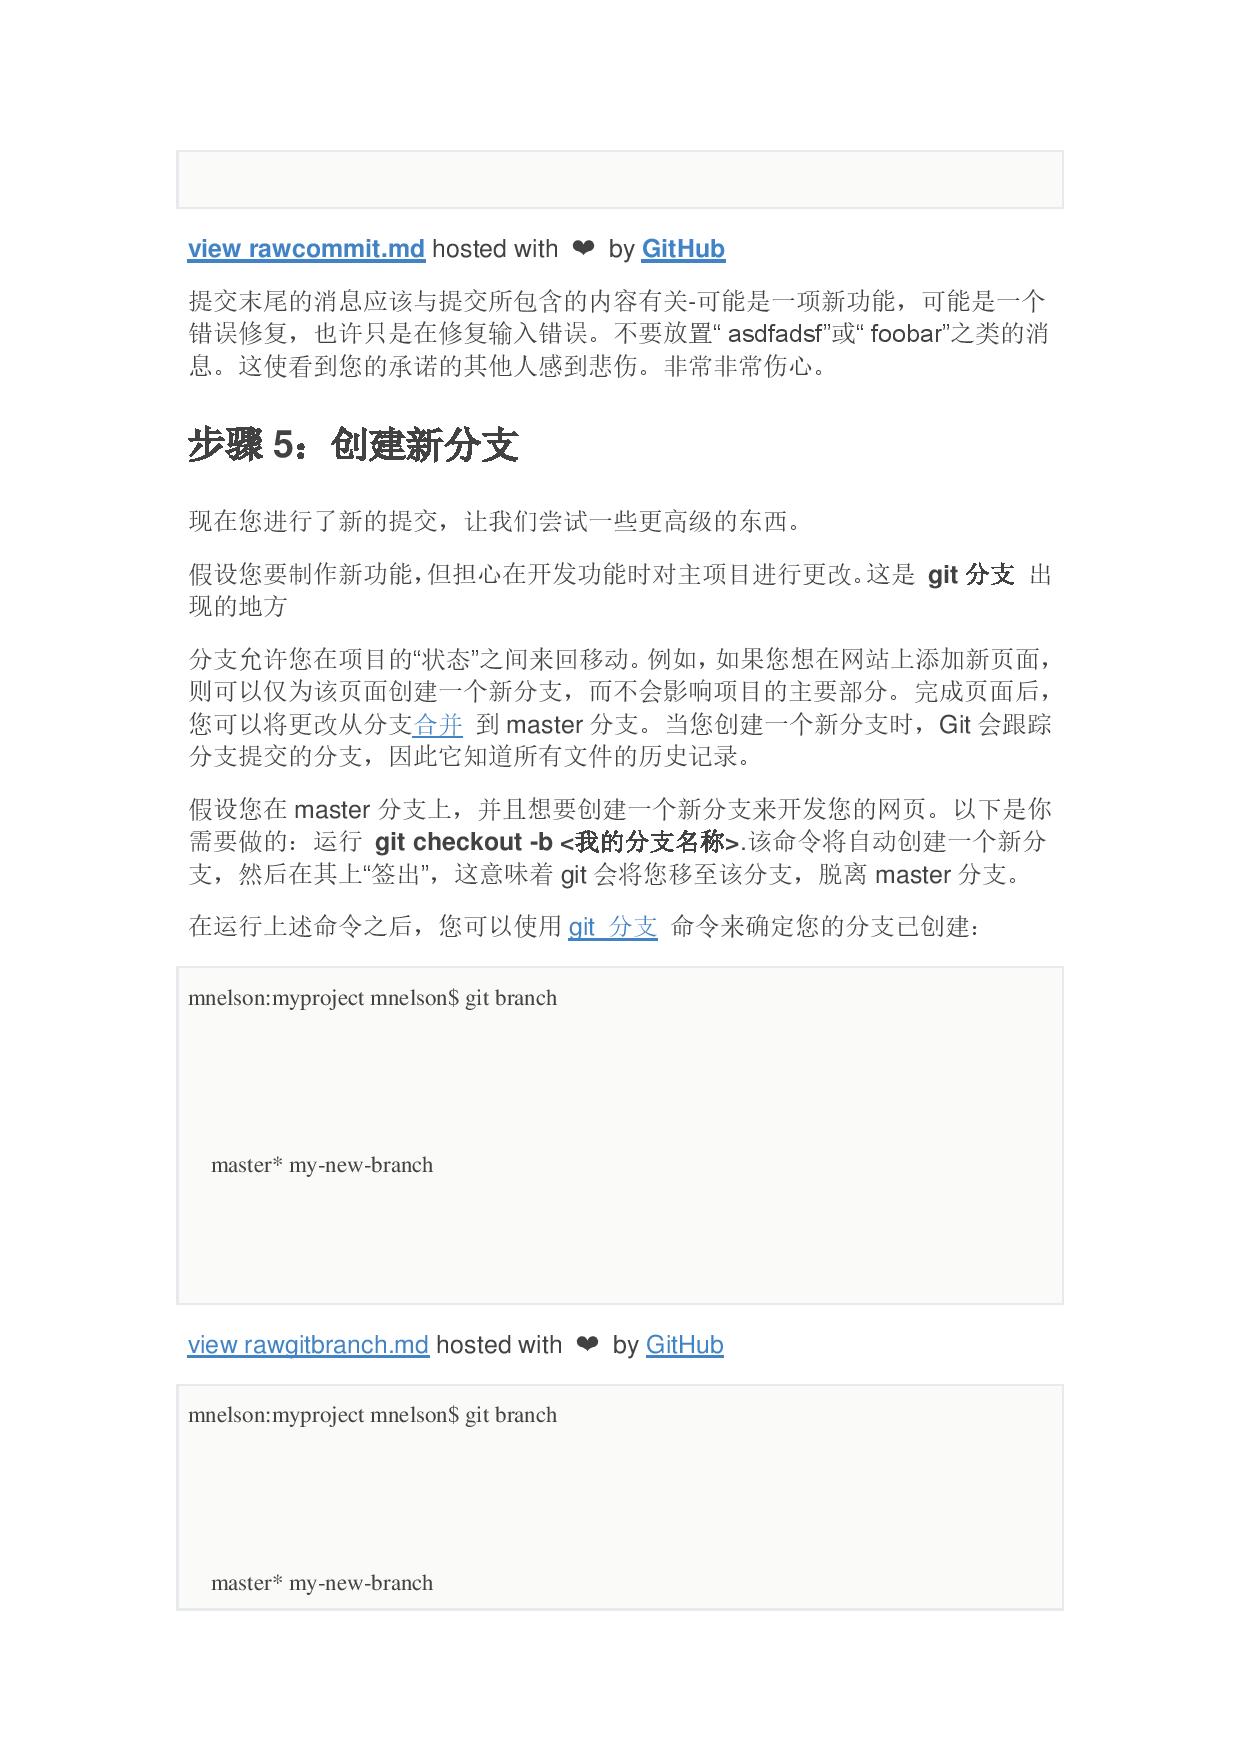 view rawcommit.md hosted with ❤ by GitHub
提交末尾的消息应该与提交所包含的内容有关-可能是一项新功能，可能是一个
错误修复，也许只是在修复输入错误。不要放置“ asdfadsf”或“ foobar”之类的消
息。这使看到您的承诺的其他人感到悲伤。非常非常伤心。
步骤 5：创建新分支
现在您进行了新的提交，让我们尝试一些更高级的东西。
假设您要制作新功能，但担心在开发功能时对主项目进行更改。这是 git 分支 出
现的地方
分支允许您在项目的“状态”之间来回移动。例如，如果您想在网站上添加新页面，
则可以仅为该页面创建一个新分支，而不会影响项目的主要部分。完成页面后，
您可以将更改从分支合并 到 master 分支。当您创建一个新分支时，Git 会跟踪
分支提交的分支，因此它知道所有文件的历史记录。
假设您在 master 分支上，并且想要创建一个新分支来开发您的网页。以下是你
需要做的：运行 git checkout -b <我的分支名称>.该命令将自动创建一个新分
支，然后在其上“签出”，这意味着 git 会将您移至该分支，脱离 master 分支。
在运行上述命令之后，您可以使用 git 分支 命令来确定您的分支已创建：
mnelson:myproject mnelson$ git branch
master* my-new-branch
view rawgitbranch.md hosted with ❤ by GitHub
mnelson:myproject mnelson$ git branch
master* my-new-branch